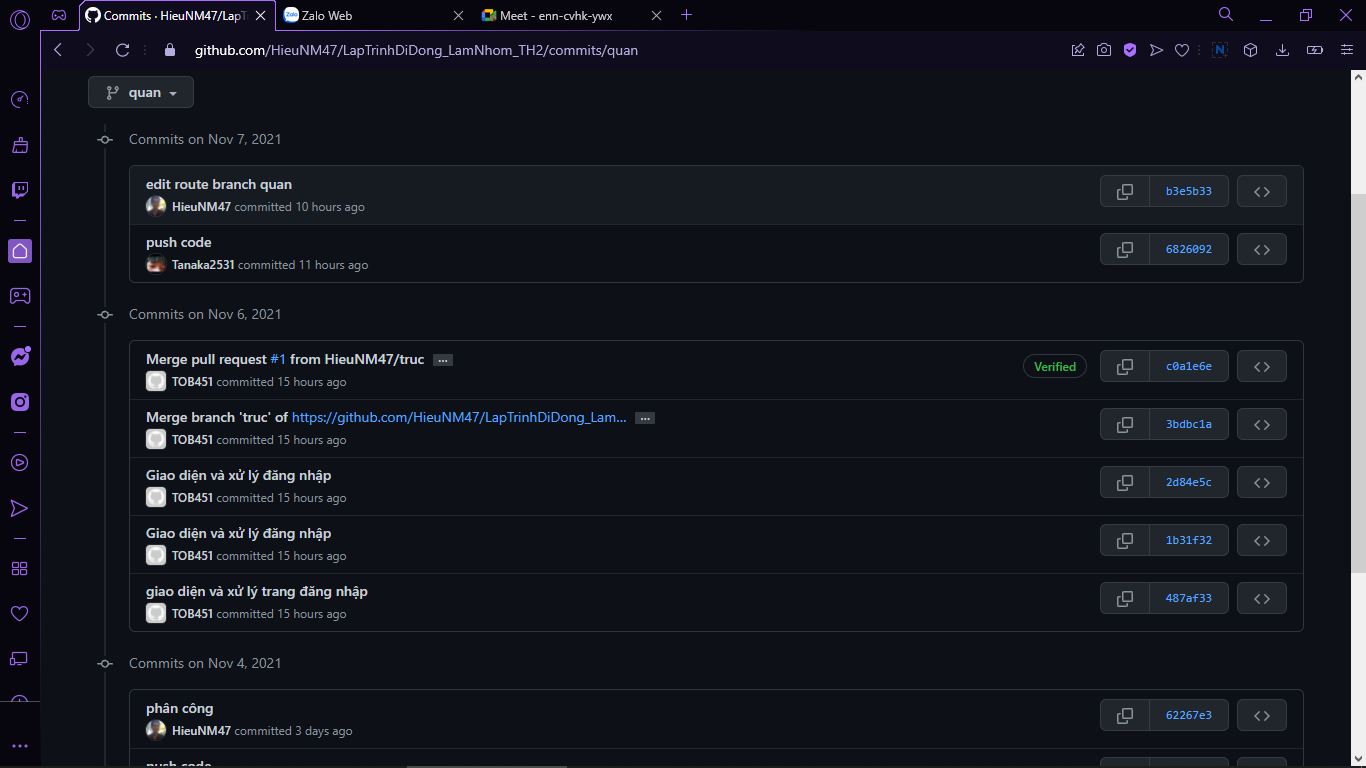 Commits · HieuNM47/LapT
Zalo Web
Meet - enn-cvhk-ywx
github.com/HieuNM47/LapTrinhDiDong_LamNhom_TH2/commits/quan
quan
Commits on Nov 7, 2021
edit route branch quan
b3e5b33
HieuNM47 committed 10 hours ago
push code
6826092
Tanaka2531 committed 11 hours ago
Commits on Nov 6, 2021
Merge pull request #1 from HieuNM47/truc …
Verified
c0a1e6e
TOB451 committed 15 hours ago
Merge branch 'truc' of https://github.com/HieuNM47/LapTrinhDiDong_Lam… …
3bdbc1a
TOB451 committed 15 hours ago
Giao diện và xử lý đăng nhập
2d84e5c
TOB451 committed 15 hours ago
Giao diện và xử lý đăng nhập
1b31f32
TOB451 committed 15 hours ago
giao diện và xử lý trang đăng nhập
487af33
TOB451 committed 15 hours ago
Commits on Nov 4, 2021
phân công
62267e3
HieuNM47 committed 3 days ago
push code